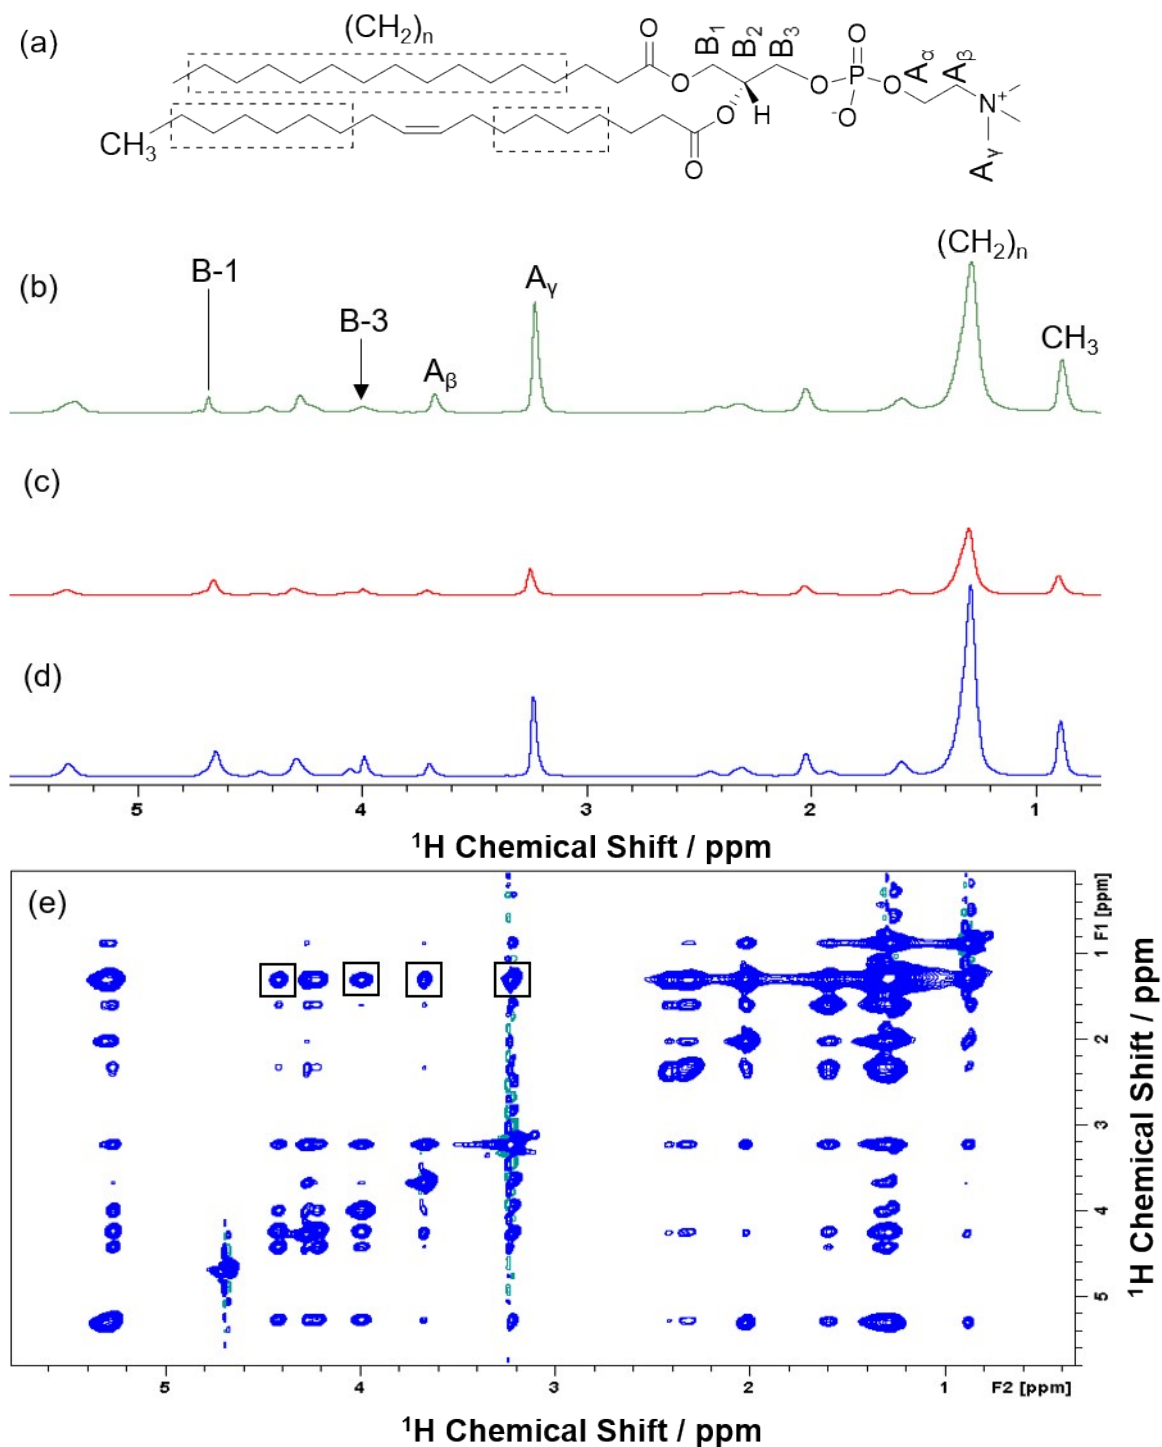 (a)
(CH₂)ₙ
O
B₁ B₂ B₃
O
Aα Aβ
O
O P O
N⁺
O H
⁻O
CH₃
O
Aγ
(b)
B-1
B-3
Aβ
Aγ
(CH₂)ₙ
CH₃
(c)
(d)
5 4 3 2 1
¹H Chemical Shift / ppm
(e)
F1 [ppm]
1
2
3
4
5
¹H Chemical Shift / ppm
5 4 3 2 1 F2 [ppm]
¹H Chemical Shift / ppm